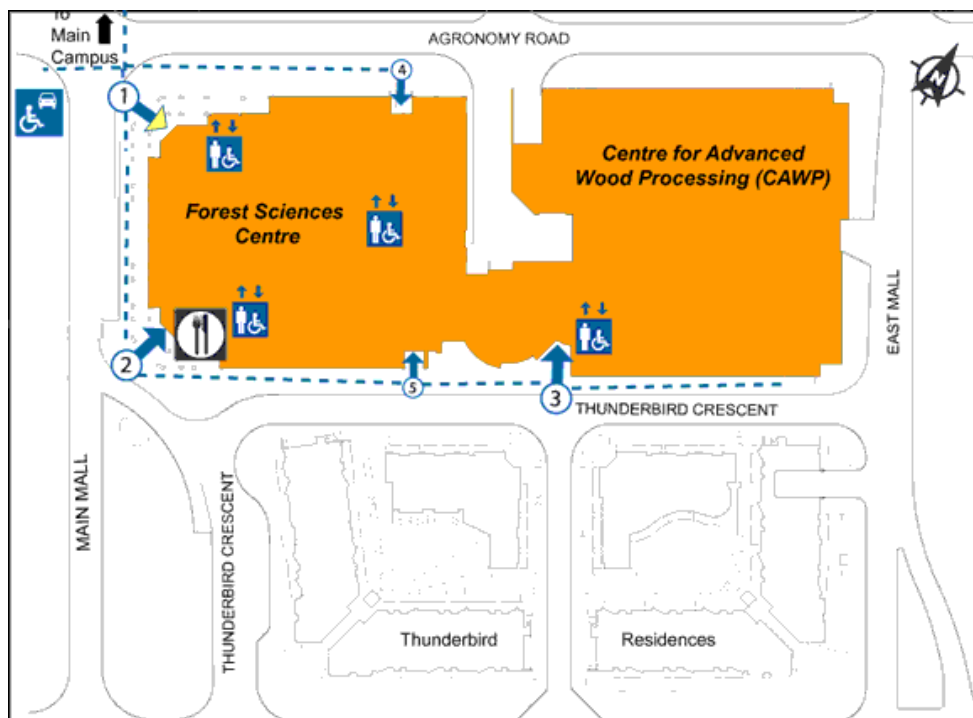 To
Main
Campus
AGRONOMY ROAD
4
1
N
Centre for Advanced
Wood Processing (CAWP)
Forest Sciences
Centre
EAST MALL
2
5
3
THUNDERBIRD CRESCENT
MAIN MALL
THUNDERBIRD CRESCENT
Thunderbird
Residences